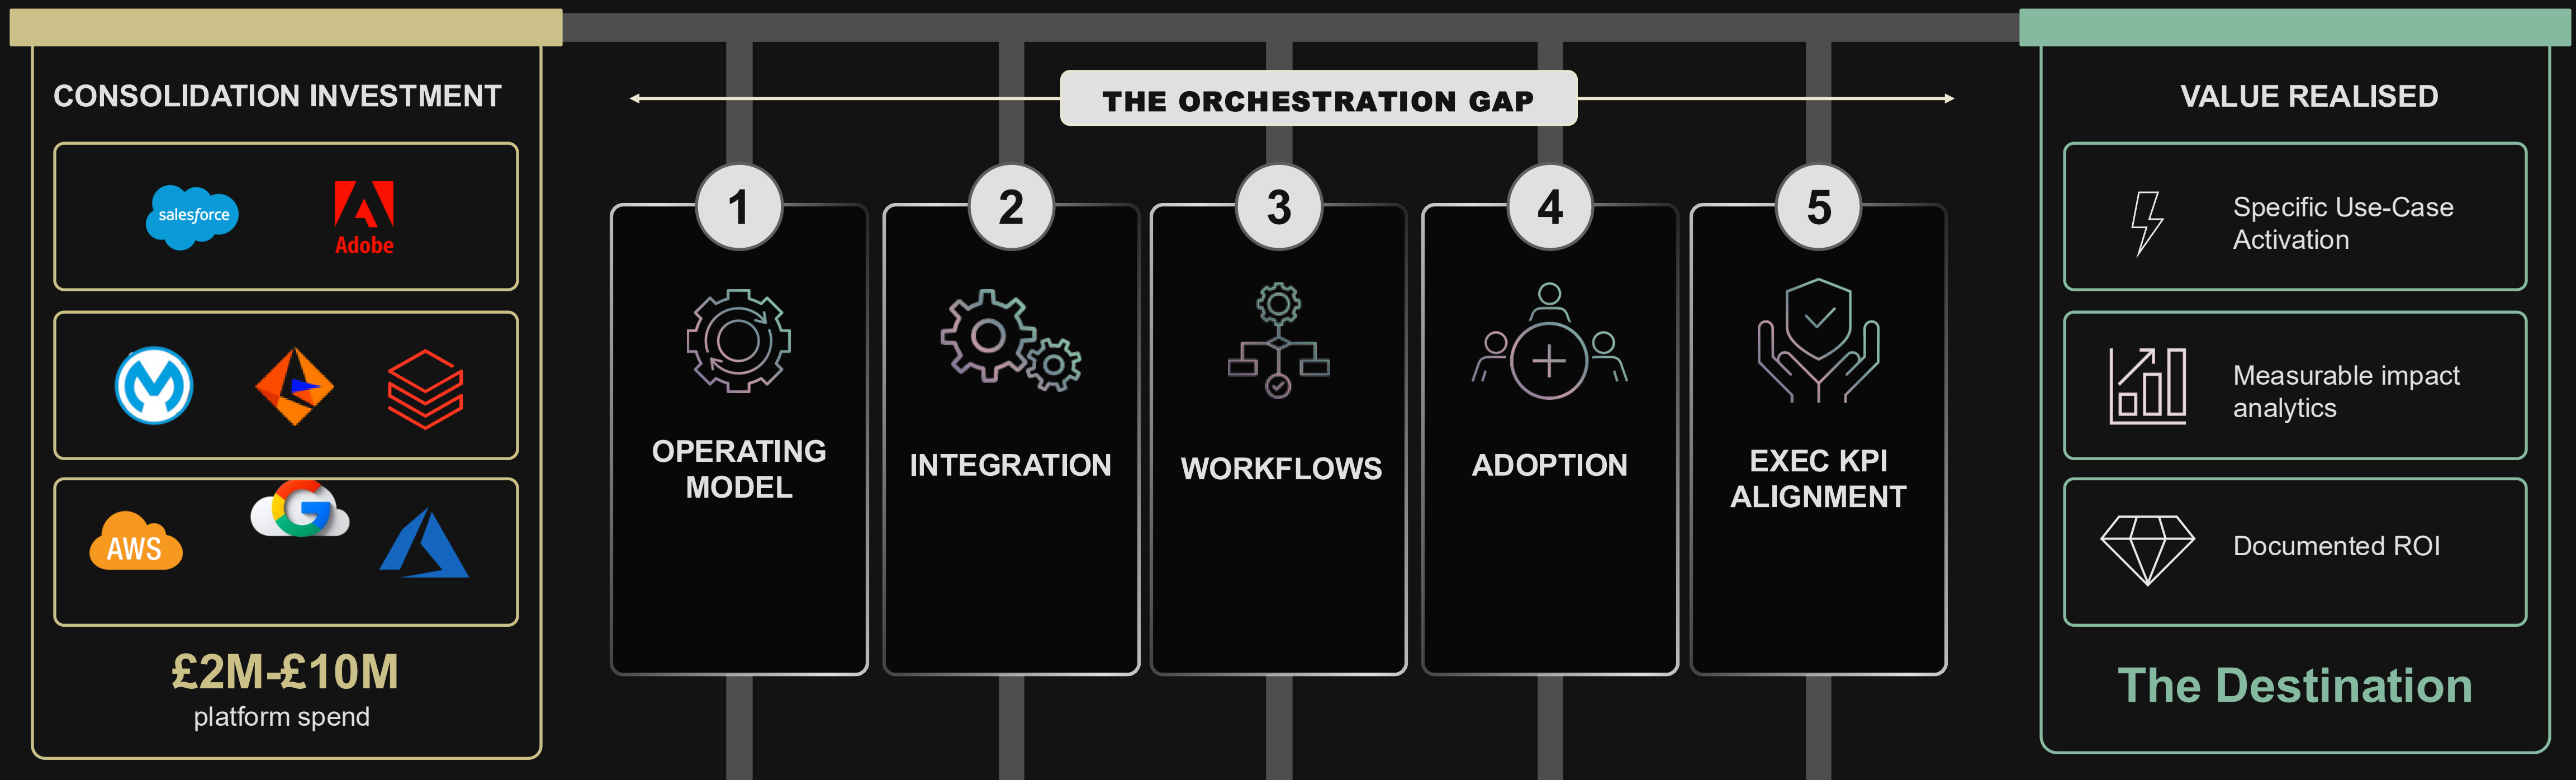 CONSOLIDATION INVESTMENT
salesforce
Adobe
AWS
G
£2M-£10M
platform spend
THE ORCHESTRATION GAP
1
OPERATING
MODEL
2
INTEGRATION
3
WORKFLOWS
4
ADOPTION
5
EXEC KPI
ALIGNMENT
VALUE REALISED
Specific Use-Case
Activation
Measurable impact
analytics
Documented ROI
The Destination